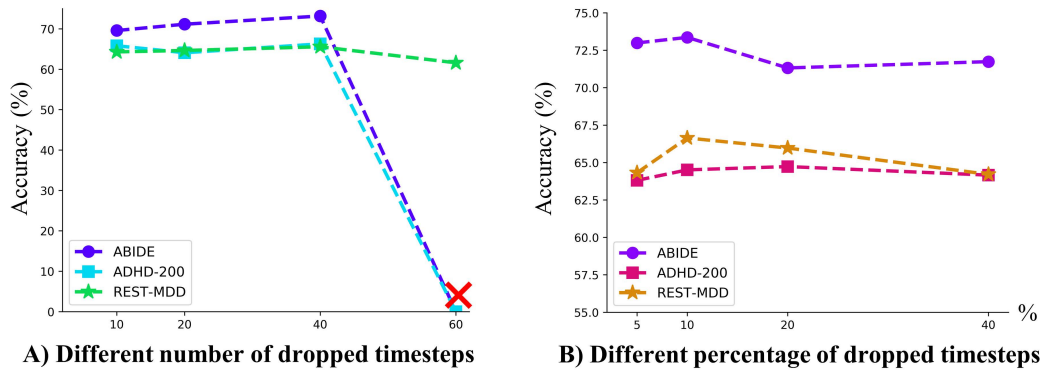 Accuracy (%)
70
60
50
40
30
20
10
0
ABIDE
ADHD-200
REST-MDD
10
20
40
60
A) Different number of dropped timesteps
Accuracy (%)
75.0
72.5
70.0
67.5
65.0
62.5
60.0
57.5
55.0
ABIDE
ADHD-200
REST-MDD
5
10
20
40
%
B) Different percentage of dropped timesteps